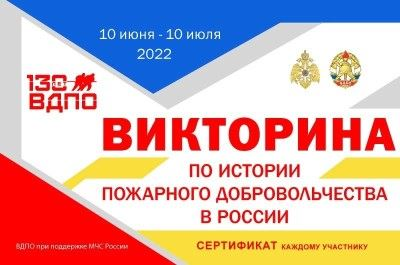 10 июня - 10 июля
2022
130
ВДПО
ВИКТОРИНА
ПО ИСТОРИИ
ПОЖАРНОГО ДОБРОВОЛЬЧЕСТВА
В РОССИИ
ВДПО при поддержке МЧС России
СЕРТИФИКАТ КАЖДОМУ УЧАСТНИКУ